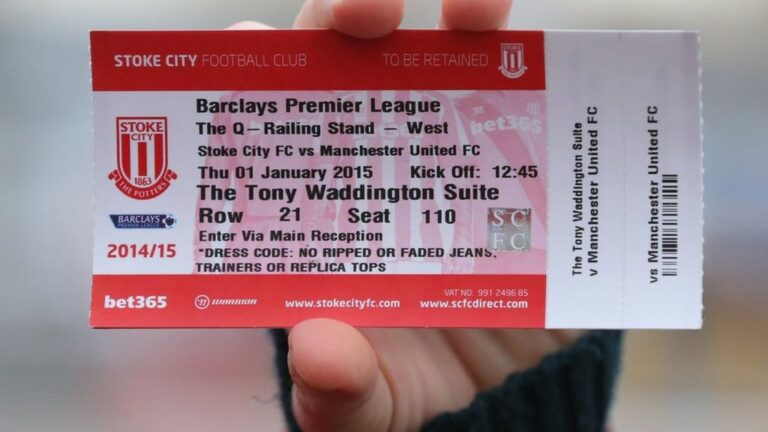 STOKE CITY FOOTBALL CLUB TO BE RETAINED
Barclays Premier League
The Q-Railing Stand - West
Stoke City FC vs Manchester United FC
Thu 01 January 2015 Kick Off: 12:45
The Tony Waddington Suite
Row 21 Seat 110
Enter Via Main Reception
*DRESS CODE: NO RIPPED OR FADED JEANS,
TRAINERS OR REPLICA TOPS
STOKE
CITY
1863
THE POTTERS
BARCLAYS
PREMIER LEAGUE
2014/15
bet365
SC
FC
VAT NO: 991 2496 85
bet365 WARRIOR www.stokecityfc.com www.scfcdirect.com
The Tony Waddington Suite
v Manchester United FC
vs Manchester United FC